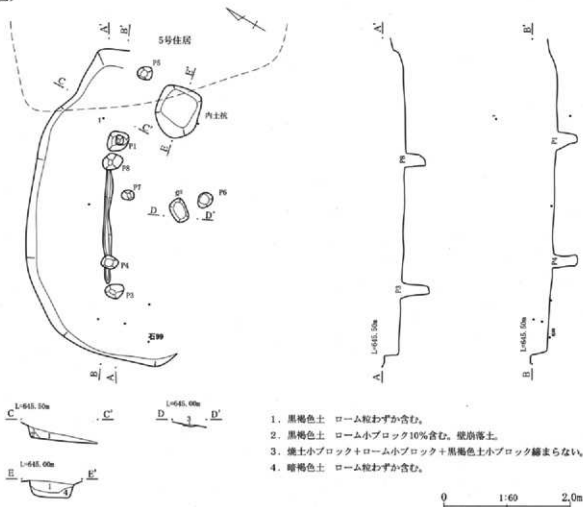 A' B'
5号住居
P5
C'
E'
内土坑
1
C
P1
E
P8
P7
P6
D D'
P4
P3
石99
B A
A' B'
P8
P1
P3
P4
L=645.50m
L=645.50m
A B
L=645.50m
C C'
L=645.00m
D D'
3
L=645.00m
E E'
1
4
1. 黒褐色土 ローム粒わずか含む。
2. 黒褐色土 ローム小ブロック10%含む。壁崩落土。
3. 焼土小ブロック+ローム小ブロック+黒褐色土小ブロック締まらない。
4. 暗褐色土 ローム粒わずか含む。
0 1:60 2.0m